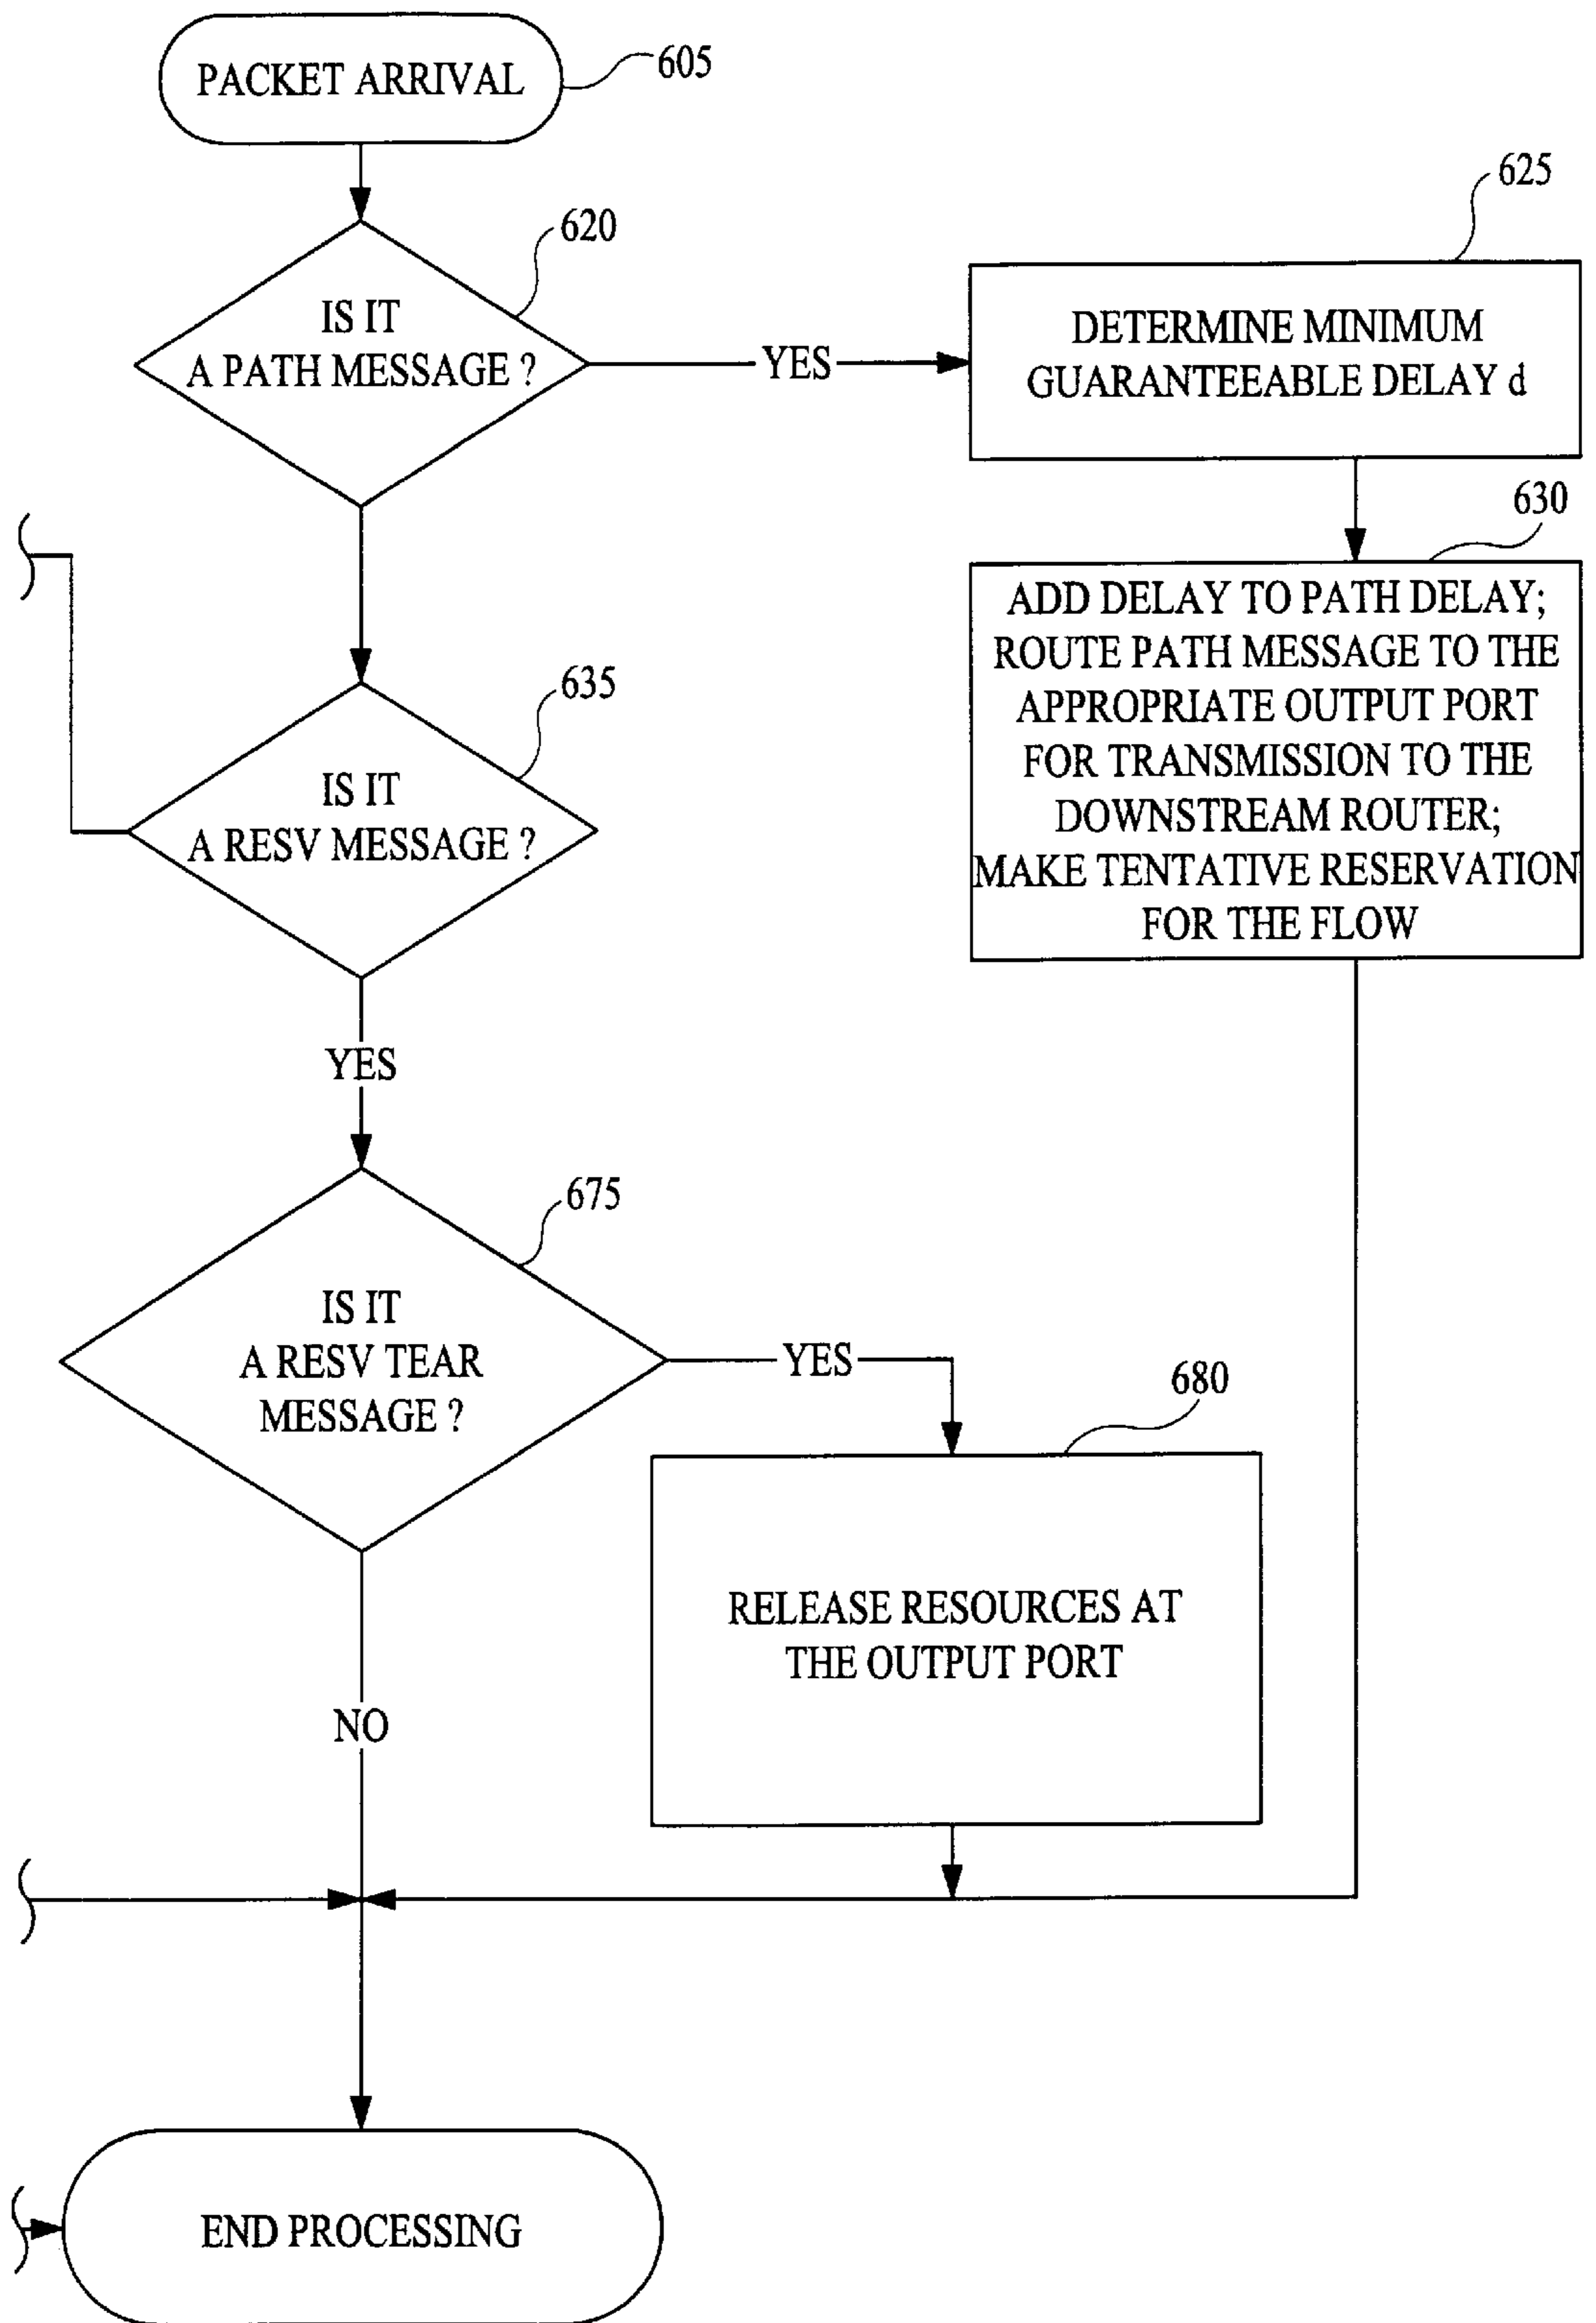 PACKET ARRIVAL
605
620
IS IT
A PATH MESSAGE ?
YES
625
DETERMINE MINIMUM
GUARANTEEABLE DELAY d
630
ADD DELAY TO PATH DELAY;
ROUTE PATH MESSAGE TO THE
APPROPRIATE OUTPUT PORT
FOR TRANSMISSION TO THE
DOWNSTREAM ROUTER;
MAKE TENTATIVE RESERVATION
FOR THE FLOW
635
IS IT
A RESV MESSAGE ?
YES
675
IS IT
A RESV TEAR
MESSAGE ?
YES
680
RELEASE RESOURCES AT
THE OUTPUT PORT
NO
END PROCESSING